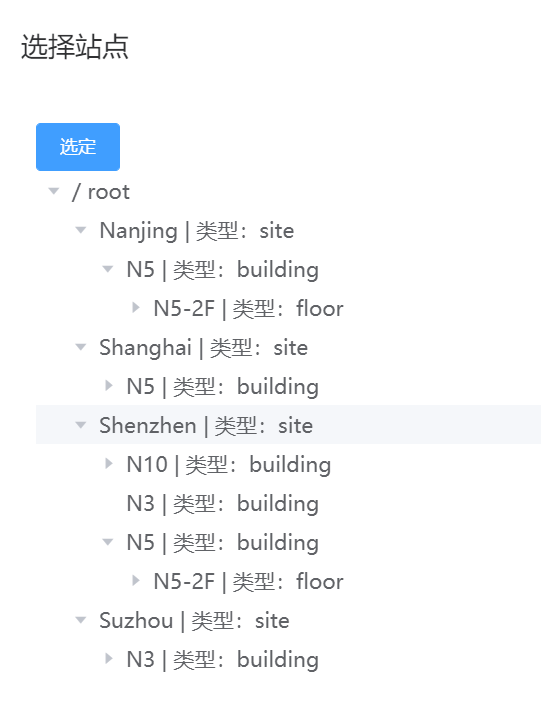 选择站点
选定
/ root
Nanjing | 类型：site
N5 | 类型：building
N5-2F | 类型：floor
Shanghai | 类型：site
N5 | 类型：building
Shenzhen | 类型：site
N10 | 类型：building
N3 | 类型：building
N5 | 类型：building
N5-2F | 类型：floor
Suzhou | 类型：site
N3 | 类型：building